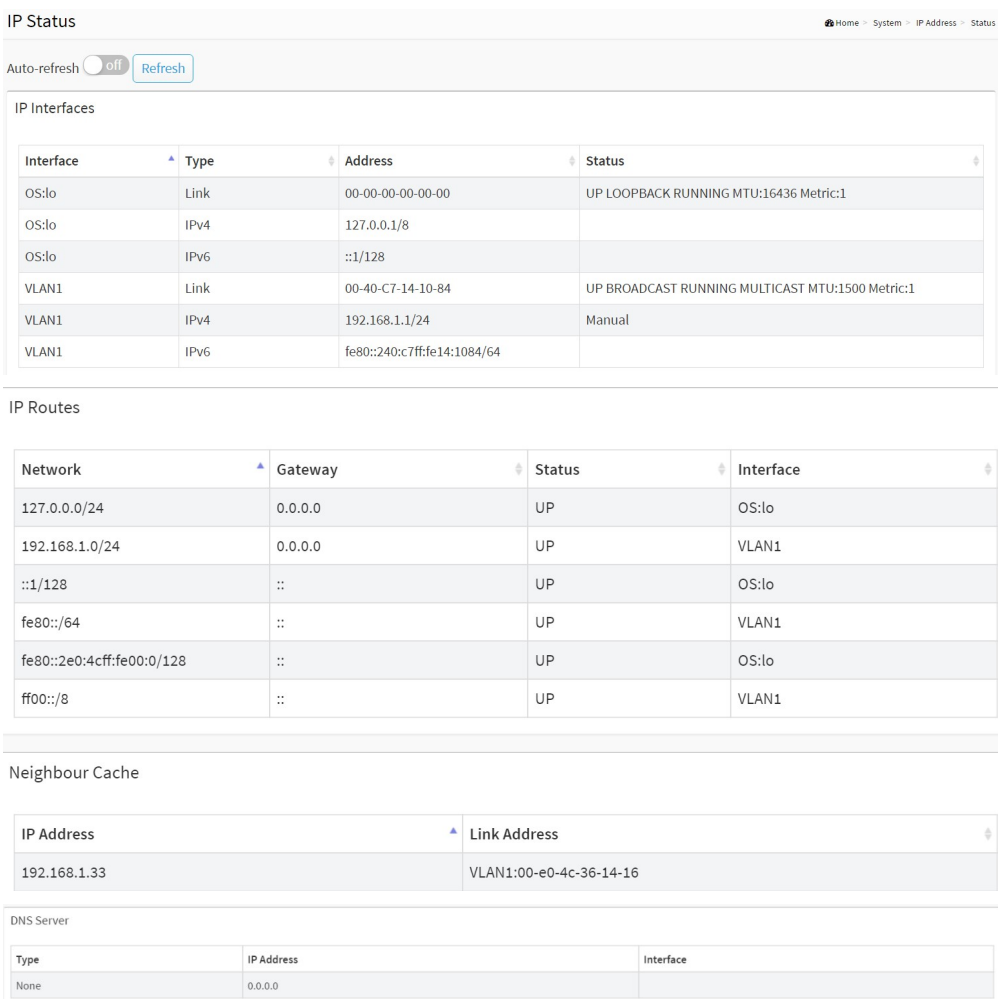 IP Status
Home > System > IP Address > Status
Auto-refresh off Refresh
IP Interfaces
Interface Type Address Status
OS:lo Link 00-00-00-00-00-00 UP LOOPBACK RUNNING MTU:16436 Metric:1
OS:lo IPv4 127.0.0.1/8
OS:lo IPv6 ::1/128
VLAN1 Link 00-40-C7-14-10-84 UP BROADCAST RUNNING MULTICAST MTU:1500 Metric:1
VLAN1 IPv4 192.168.1.1/24 Manual
VLAN1 IPv6 fe80::240:c7ff:fe14:1084/64
IP Routes
Network Gateway Status Interface
127.0.0.0/24 0.0.0.0 UP OS:lo
192.168.1.0/24 0.0.0.0 UP VLAN1
::1/128 :: UP OS:lo
fe80::/64 :: UP VLAN1
fe80::2e0:4cff:fe00:0/128 :: UP OS:lo
ff00::/8 :: UP VLAN1
Neighbour Cache
IP Address Link Address
192.168.1.33 VLAN1:00-e0-4c-36-14-16
DNS Server
Type IP Address Interface
None 0.0.0.0